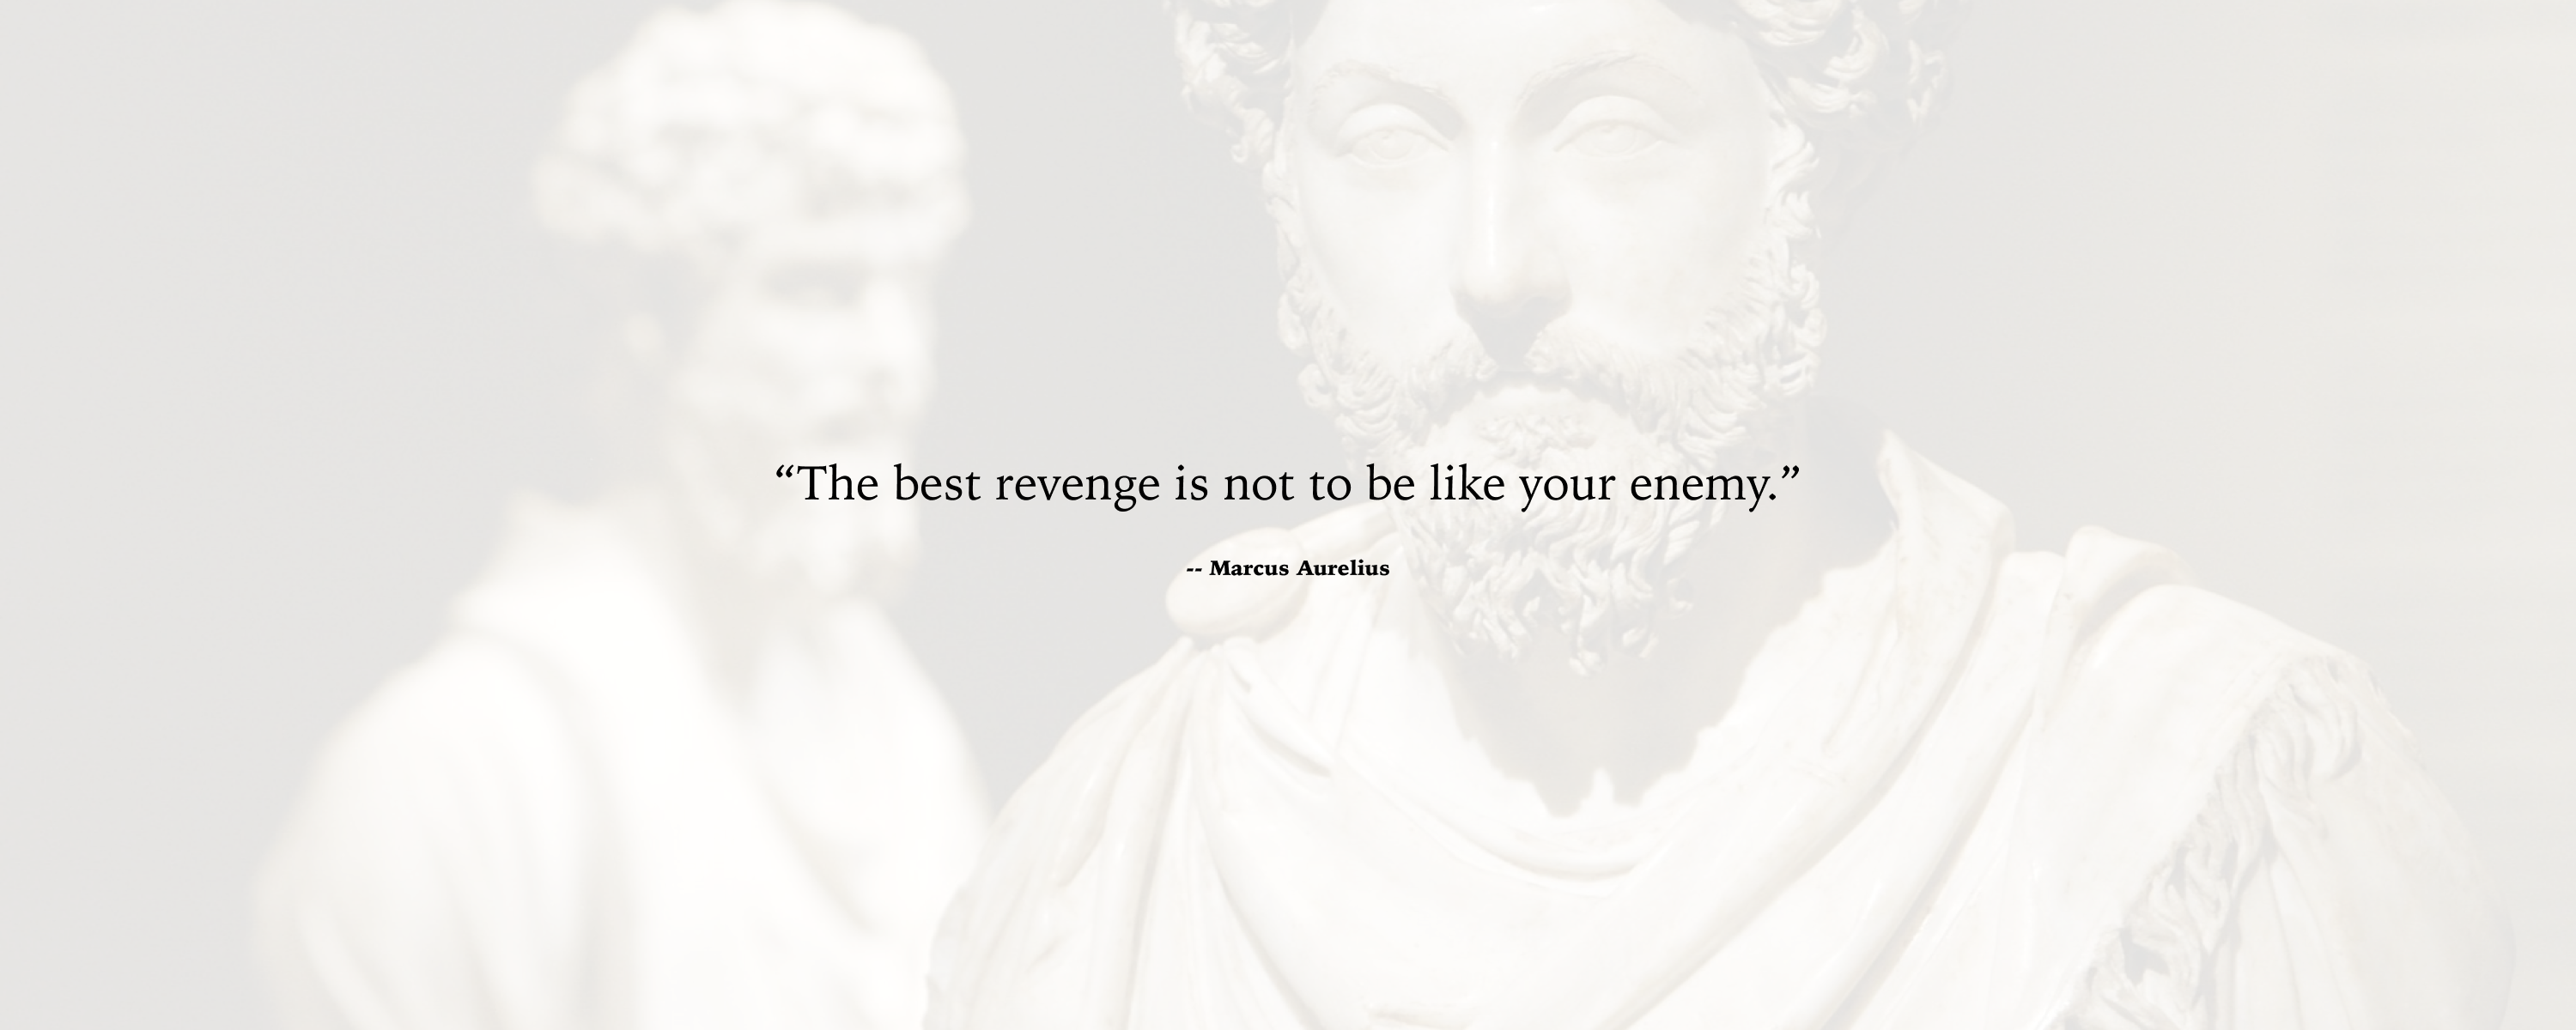 “The best revenge is not to be like your enemy.”
-- Marcus Aurelius